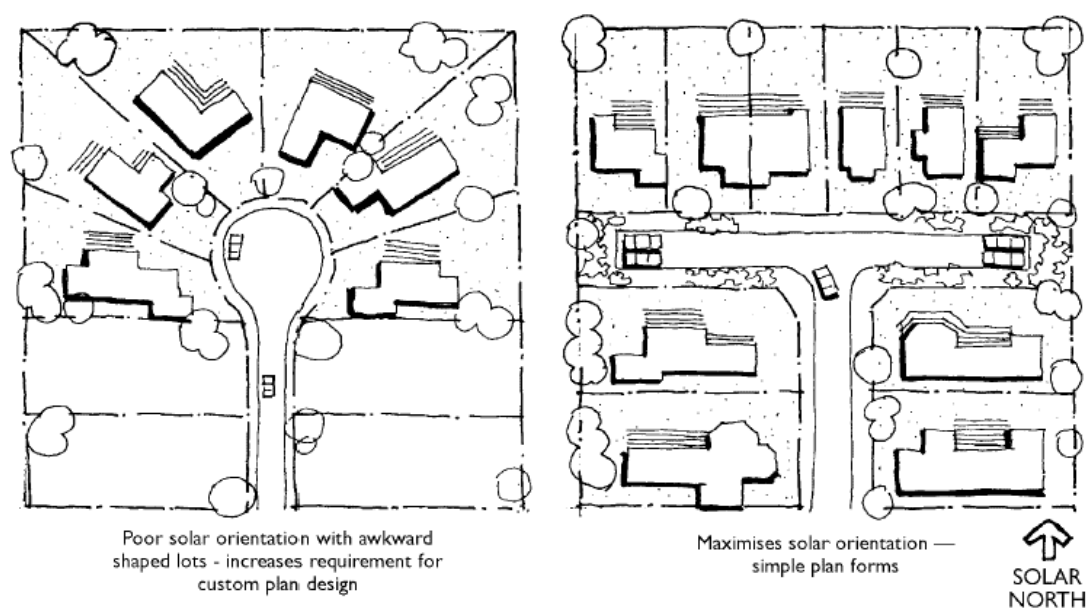 Poor solar orientation with awkward
shaped lots - increases requirement for
custom plan design
Maximises solar orientation —
simple plan forms
SOLAR
NORTH